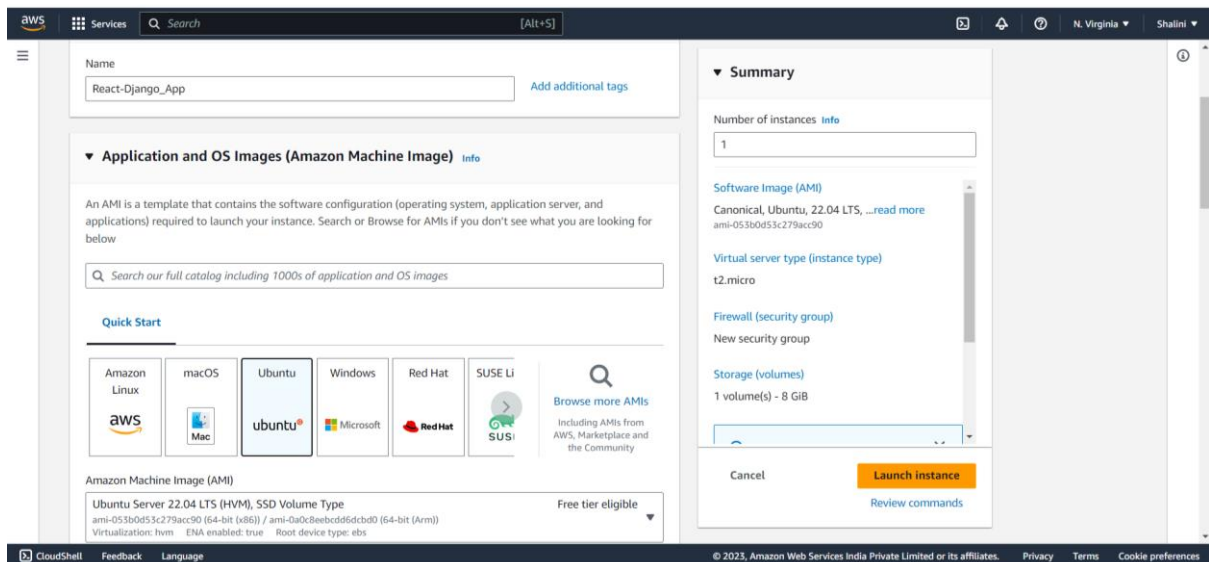 aws
Services
Search
[Alt+S]
N. Virginia
Shalini
Name
React-Django_App
Add additional tags
Application and OS Images (Amazon Machine Image) Info
An AMI is a template that contains the software configuration (operating system, application server, and
applications) required to launch your instance. Search or Browse for AMIs if you don't see what you are looking for
below
Search our full catalog including 1000s of application and OS images
Quick Start
Amazon
Linux
aws
macOS
Mac
Ubuntu
ubuntu
Windows
Microsoft
Red Hat
Red Hat
SUSE Li
SUS
Browse more AMIs
Including AMIs from
AWS, Marketplace and
the Community
Amazon Machine Image (AMI)
Ubuntu Server 22.04 LTS (HVM), SSD Volume Type
Free tier eligible
ami-053b0d53c279acc90 (64-bit (x86)) / ami-0a0c8eebcdd6dcbd0 (64-bit (Arm))
Virtualization: hvm ENA enabled: true Root device type: ebs
Summary
Number of instances Info
1
Software Image (AMI)
Canonical, Ubuntu, 22.04 LTS, ...read more
ami-053b0d53c279acc90
Virtual server type (instance type)
t2.micro
Firewall (security group)
New security group
Storage (volumes)
1 volume(s) - 8 GiB
Cancel
Launch instance
Review commands
CloudShell
Feedback
Language
© 2023, Amazon Web Services India Private Limited or its affiliates.
Privacy
Terms
Cookie preferences